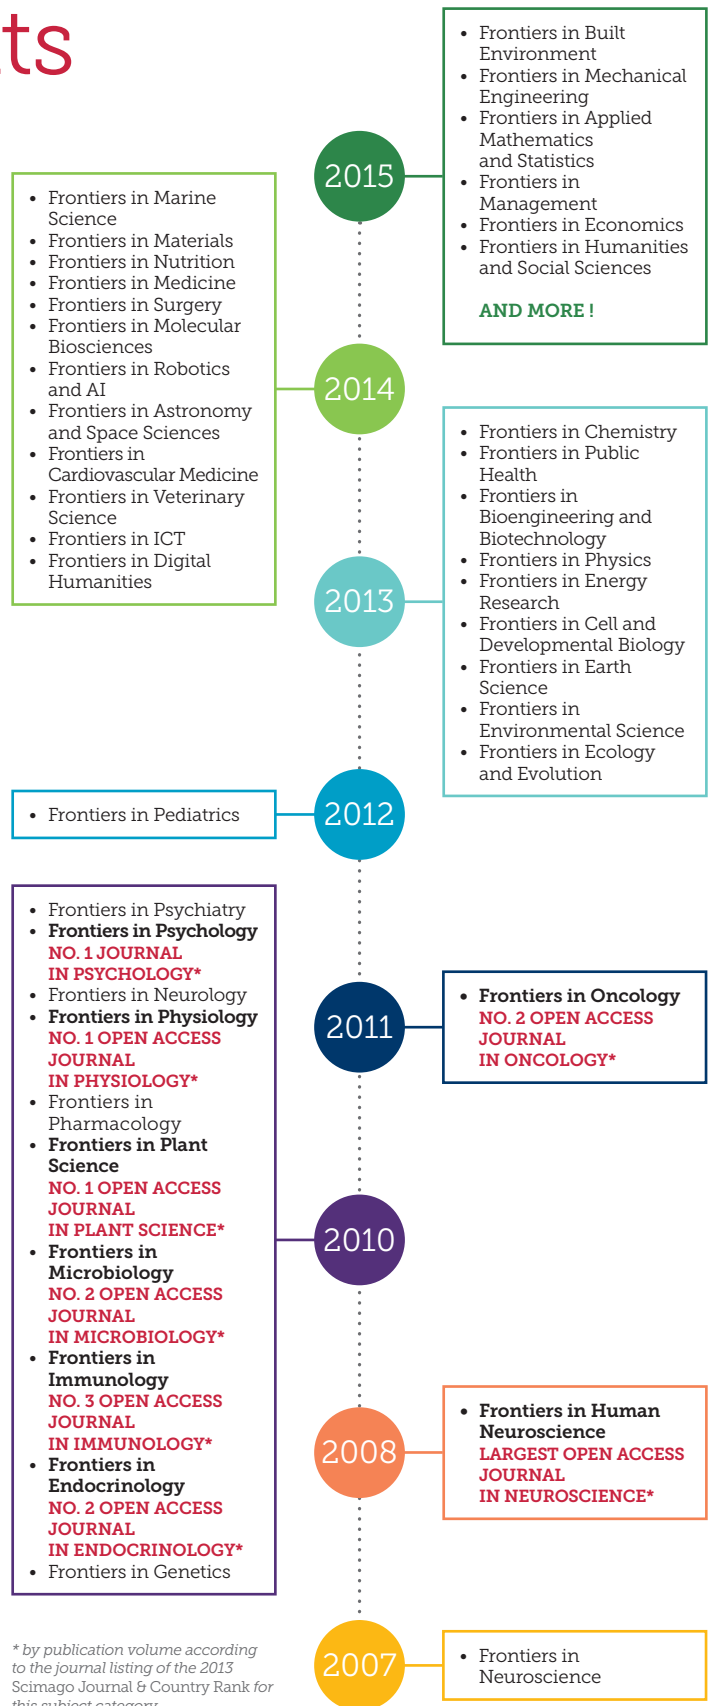 2015
• Frontiers in Built
Environment
• Frontiers in Mechanical
Engineering
• Frontiers in Applied
Mathematics
and Statistics
• Frontiers in
Management
• Frontiers in Economics
• Frontiers in Humanities
and Social Sciences
AND MORE !
2014
• Frontiers in Marine
Science
• Frontiers in Materials
• Frontiers in Nutrition
• Frontiers in Medicine
• Frontiers in Surgery
• Frontiers in Molecular
Biosciences
• Frontiers in Robotics
and AI
• Frontiers in Astronomy
and Space Sciences
• Frontiers in
Cardiovascular Medicine
• Frontiers in Veterinary
Science
• Frontiers in ICT
• Frontiers in Digital
Humanities
2013
• Frontiers in Chemistry
• Frontiers in Public
Health
• Frontiers in
Bioengineering and
Biotechnology
• Frontiers in Physics
• Frontiers in Energy
Research
• Frontiers in Cell and
Developmental Biology
• Frontiers in Earth
Science
• Frontiers in
Environmental Science
• Frontiers in Ecology
and Evolution
2012
• Frontiers in Pediatrics
2011
• Frontiers in Oncology
NO. 2 OPEN ACCESS
JOURNAL
IN ONCOLOGY*
2010
• Frontiers in Psychiatry
• Frontiers in Psychology
NO. 1 JOURNAL
IN PSYCHOLOGY*
• Frontiers in Neurology
• Frontiers in Physiology
NO. 1 OPEN ACCESS
JOURNAL
IN PHYSIOLOGY*
• Frontiers in
Pharmacology
• Frontiers in Plant
Science
NO. 1 OPEN ACCESS
JOURNAL
IN PLANT SCIENCE*
• Frontiers in
Microbiology
NO. 2 OPEN ACCESS
JOURNAL
IN MICROBIOLOGY*
• Frontiers in
Immunology
NO. 3 OPEN ACCESS
JOURNAL
IN IMMUNOLOGY*
• Frontiers in
Endocrinology
NO. 2 OPEN ACCESS
JOURNAL
IN ENDOCRINOLOGY*
• Frontiers in Genetics
2008
• Frontiers in Human
Neuroscience
LARGEST OPEN ACCESS
JOURNAL
IN NEUROSCIENCE*
2007
• Frontiers in
Neuroscience
* by publication volume according
to the journal listing of the 2013
Scimago Journal & Country Rank for
this subject category